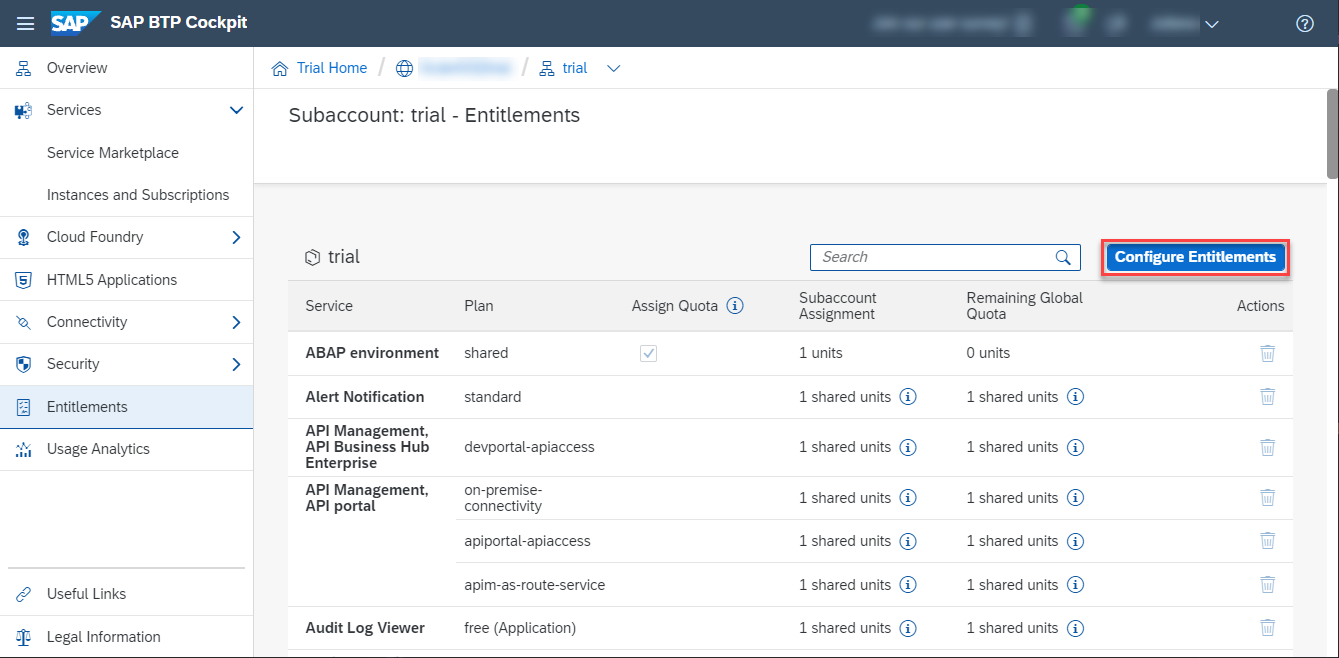 SAP SAP BTP Cockpit
Overview
Services
Service Marketplace
Instances and Subscriptions
Cloud Foundry
HTML5 Applications
Connectivity
Security
Entitlements
Usage Analytics
Useful Links
Legal Information
Trial Home / / trial
Subaccount: trial - Entitlements
trial
Search
Configure Entitlements
Service Plan Assign Quota Subaccount Assignment Remaining Global Quota Actions
ABAP environment shared 1 units 0 units
Alert Notification standard 1 shared units 1 shared units
API Management,
API Business Hub
Enterprise
devportal-apiaccess 1 shared units 1 shared units
API Management,
API portal
on-premise-
connectivity
1 shared units 1 shared units
apiportal-apiaccess 1 shared units 1 shared units
apim-as-route-service 1 shared units 1 shared units
Audit Log Viewer free (Application) 1 shared units 1 shared units